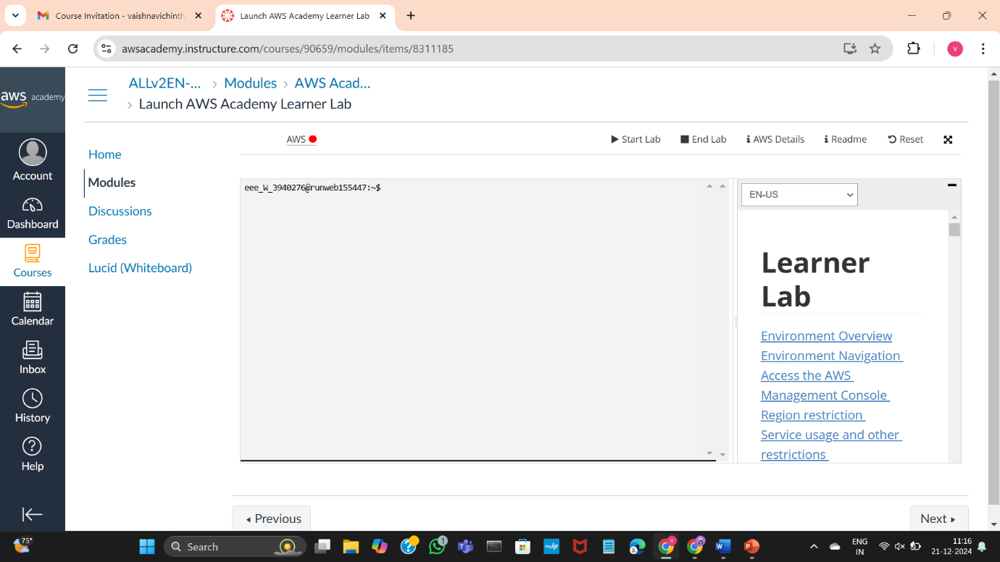 Course Invitation - vaishnavichinth
Launch AWS Academy Learner Lab
awsacademy.instructure.com/courses/90659/modules/items/8311185
v
aws academy
Account
Dashboard
Courses
Calendar
Inbox
History
Help
ALLv2EN-... > Modules > AWS Acad...
> Launch AWS Academy Learner Lab
Home
Modules
Discussions
Grades
Lucid (Whiteboard)
AWS
Start Lab
End Lab
AWS Details
Readme
Reset
eee_W_3940276@runweb155447:~$
EN-US
Learner
Lab
Environment Overview
Environment Navigation
Access the AWS
Management Console
Region restriction
Service usage and other
restrictions
Previous
Next
75°
Search
1
ENG
IN
11:16
21-12-2024